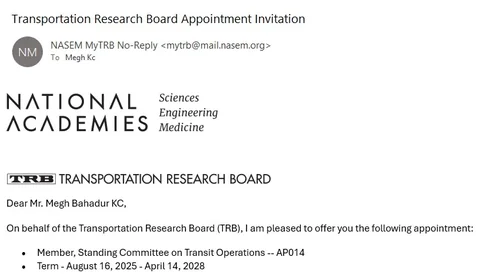 Transportation Research Board Appointment Invitation
NM
NASEM MyTRB No-Reply <mytrb@mail.nasem.org>
To Megh Kc
NATIONAL ACADEMIES
Sciences
Engineering
Medicine
TRB TRANSPORTATION RESEARCH BOARD
Dear Mr. Megh Bahadur KC,
On behalf of the Transportation Research Board (TRB), I am pleased to offer you the following appointment:
• Member, Standing Committee on Transit Operations -- AP014
• Term - August 16, 2025 - April 14, 2028